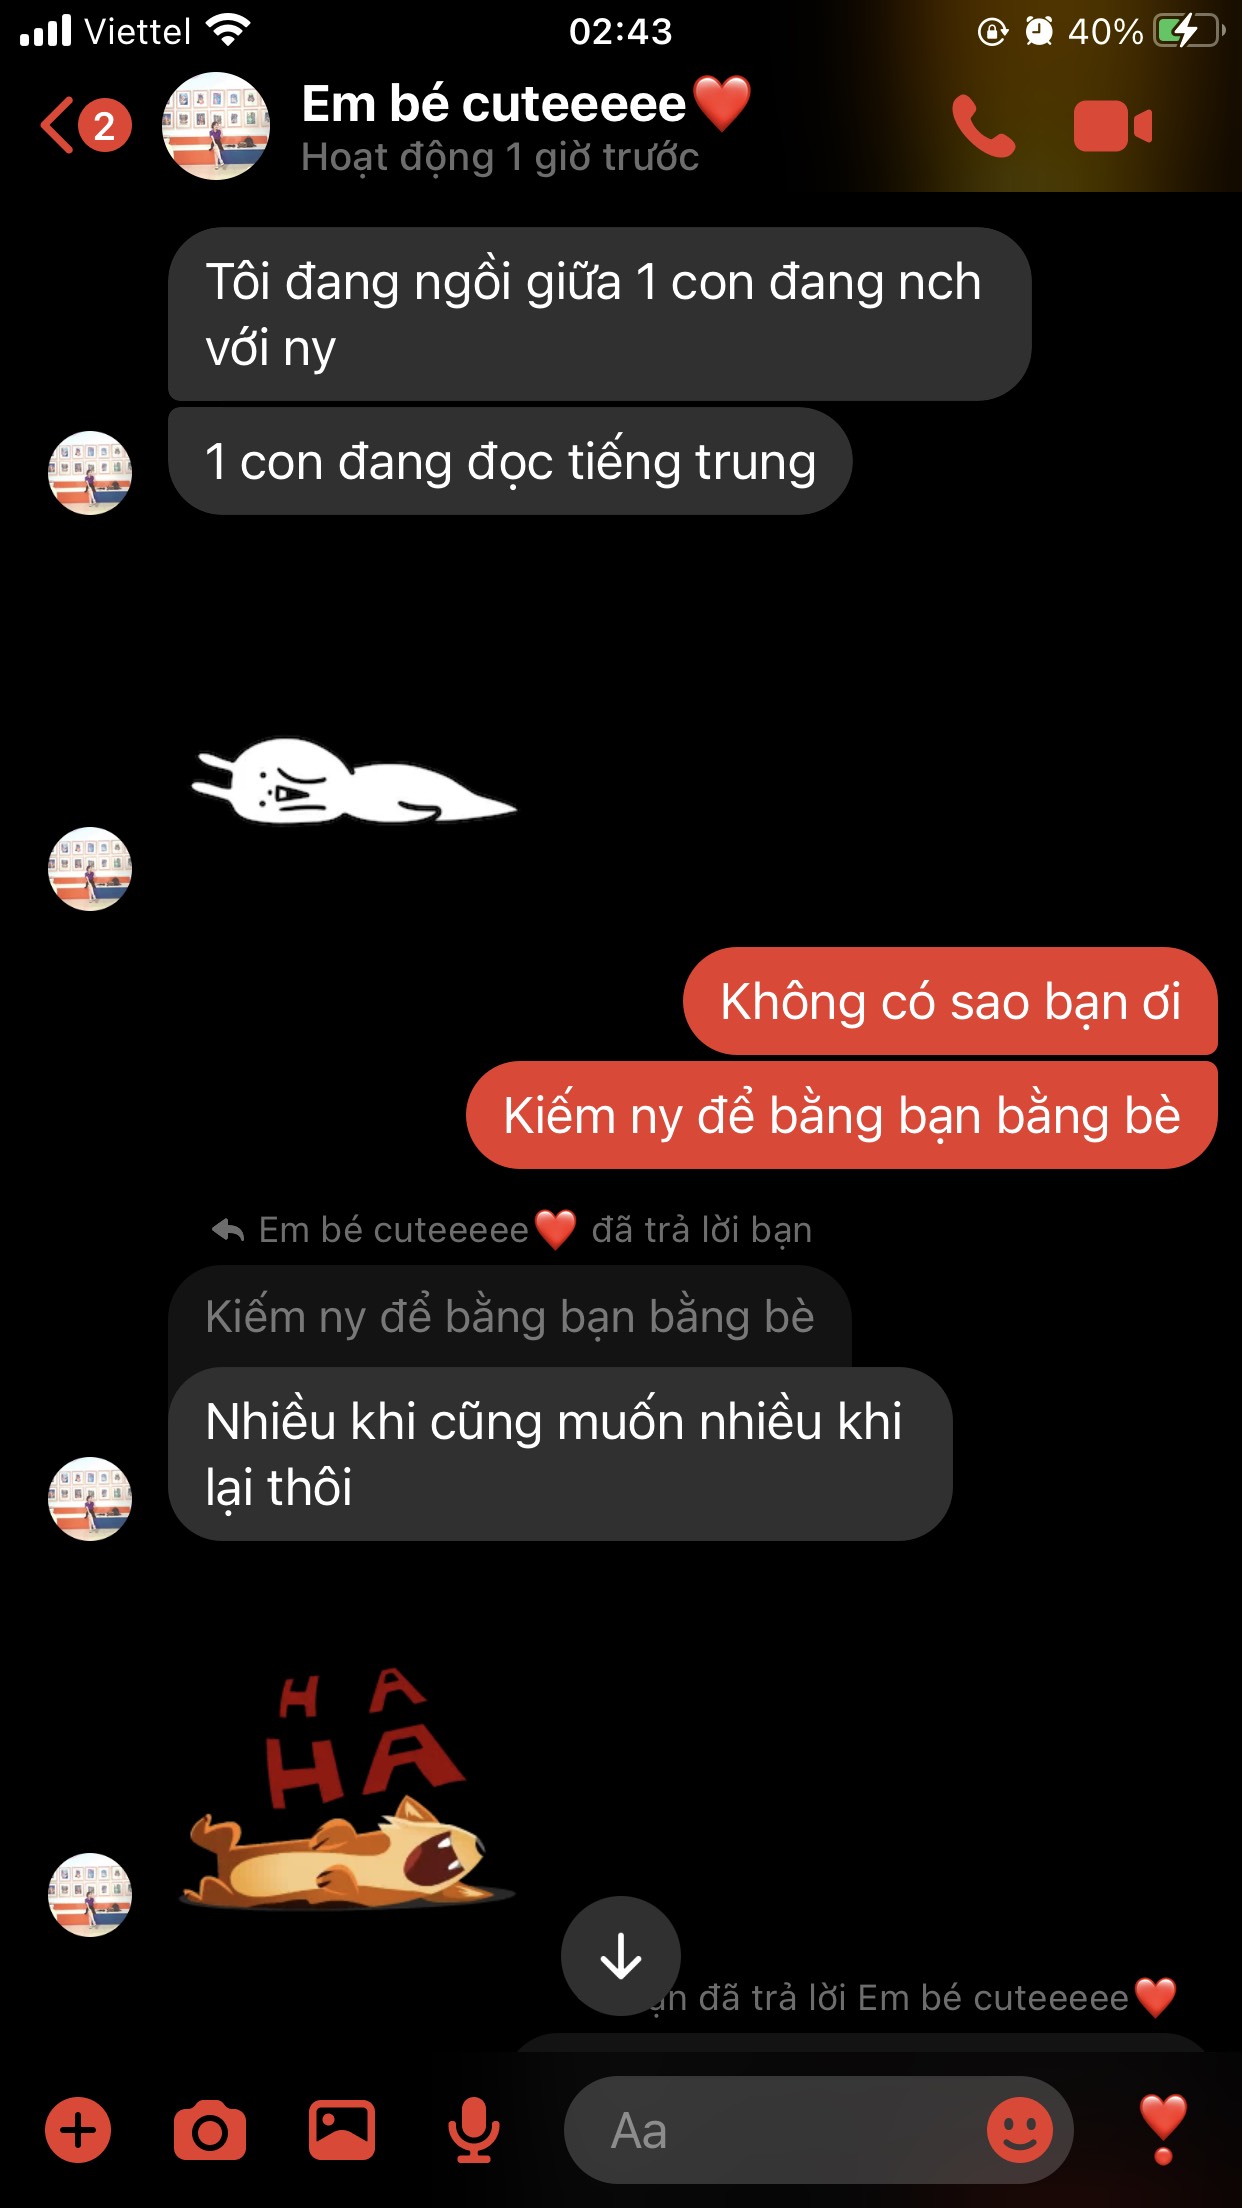 Viettel 02:43 40%
2 Em bé cuteeeee❤️
Hoạt động 1 giờ trước
Tôi đang ngồi giữa 1 con đang nch
với ny
1 con đang đọc tiếng trung
Không có sao bạn ơi
Kiếm ny để bằng bạn bằng bè
Em bé cuteeeee❤️ đã trả lời bạn
Kiếm ny để bằng bạn bằng bè
Nhiều khi cũng muốn nhiều khi
lại thôi
HA
HA
đã trả lời Em bé cuteeeee❤️
Aa